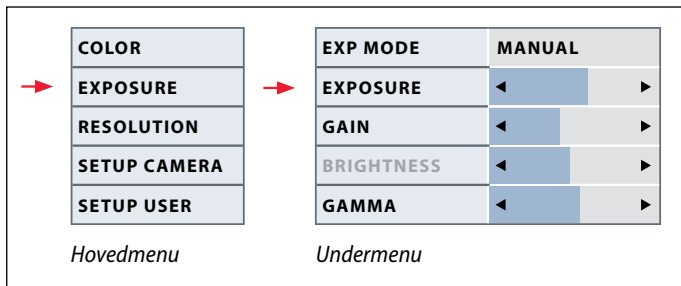 COLOR
EXPOSURE
RESOLUTION
SETUP CAMERA
SETUP USER
Hovedmenu
EXP MODE MANUAL
EXPOSURE
GAIN
BRIGHTNESS
GAMMA
Undermenu